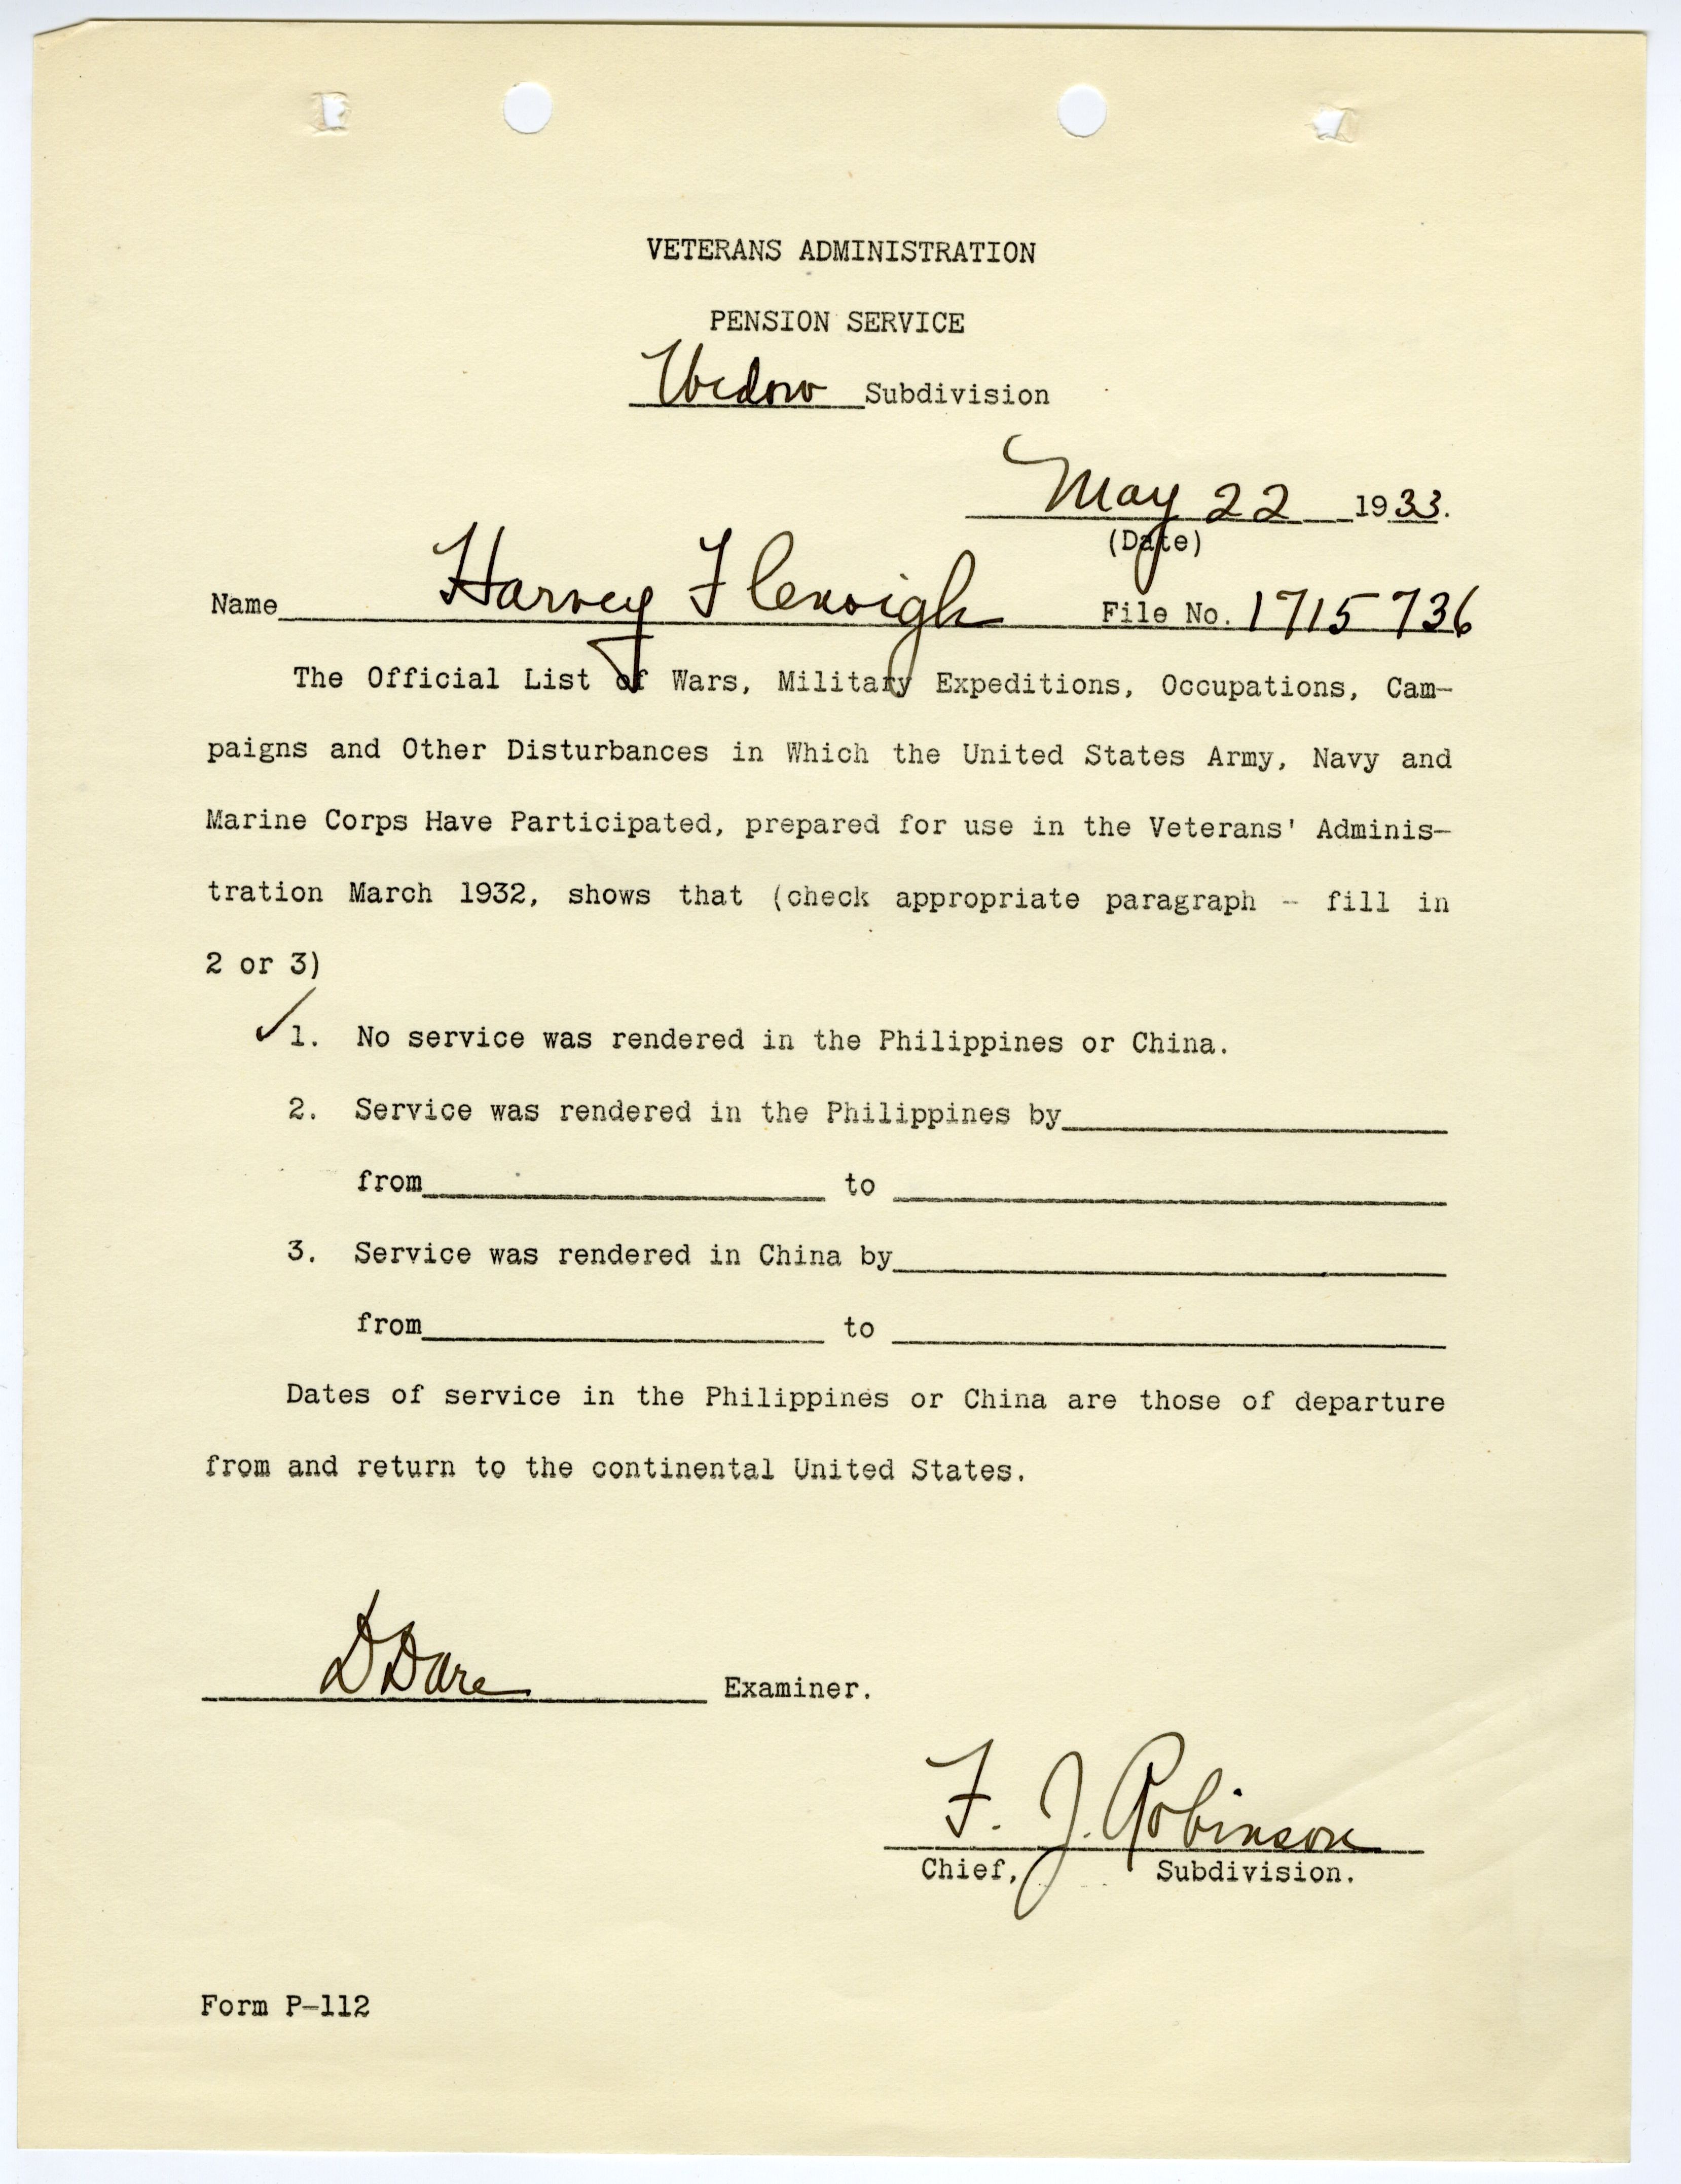 VETERANS ADMINISTRATION
PENSION SERVICE
Widow Subdivision
May 22 1933.
(Date)
Name Harvey Flenoigh File No. 1715736
The Official List of Wars, Military Expeditions, Occupations, Cam-
paigns and Other Disturbances in Which the United States Army, Navy and
Marine Corps Have Participated, prepared for use in the Veterans' Adminis-
tration March 1932, shows that (check appropriate paragraph - fill in
2 or 3)
✓1. No service was rendered in the Philippines or China.
2. Service was rendered in the Philippines by
from to
3. Service was rendered in China by
from to
Dates of service in the Philippines or China are those of departure
from and return to the continental United States.
D Dare Examiner.
F. J. Robinson
Chief, Subdivision.
Form P-112